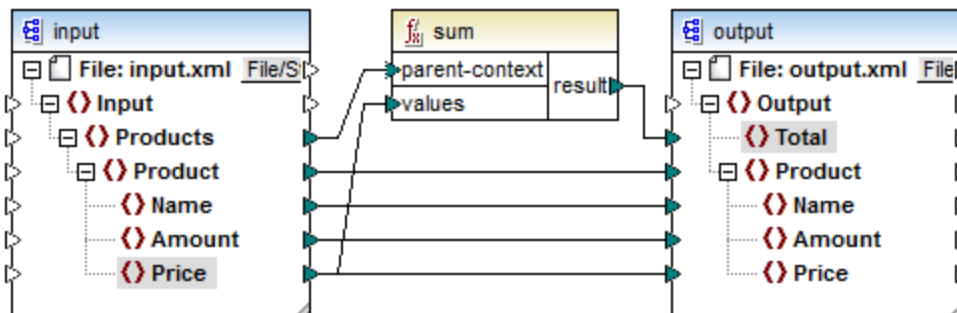 input
File: input.xml File/S
Input
Products
Product
Name
Amount
Price
sum
parent-context
values
result
output
File: output.xml File
Output
Total
Product
Name
Amount
Price